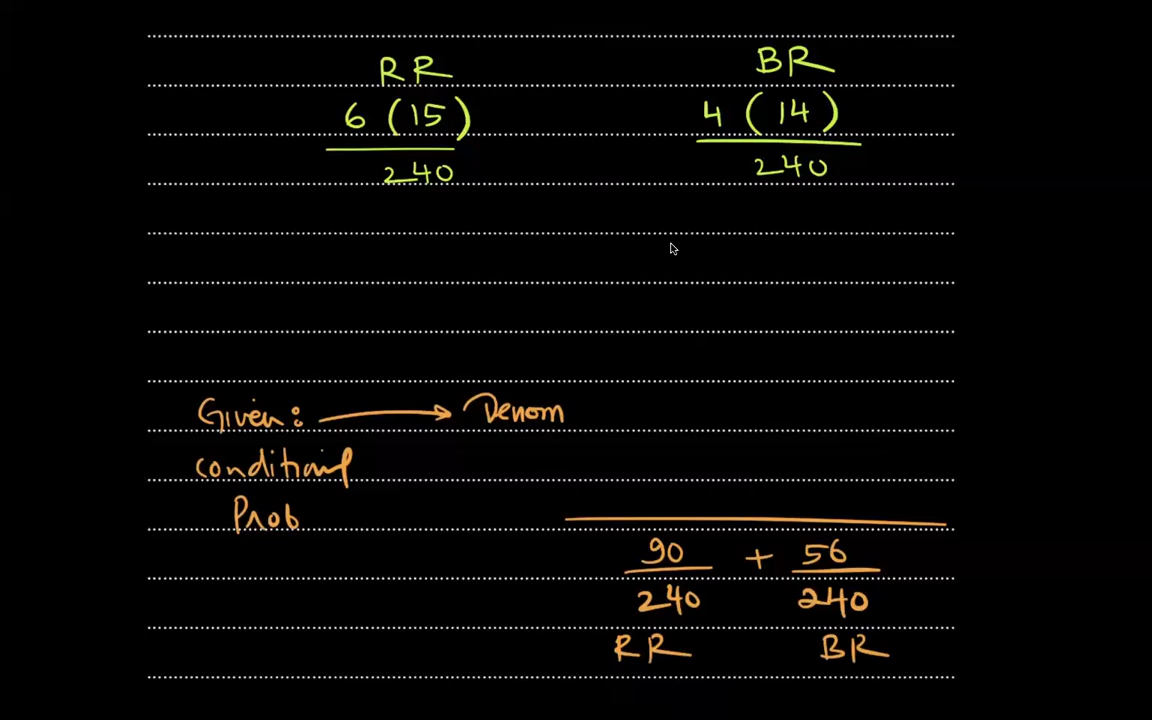 RR BR
6 (15) 4 (14)
240 240
Given: → Denom
conditional
Prob
90 + 56
240 240
RR BR